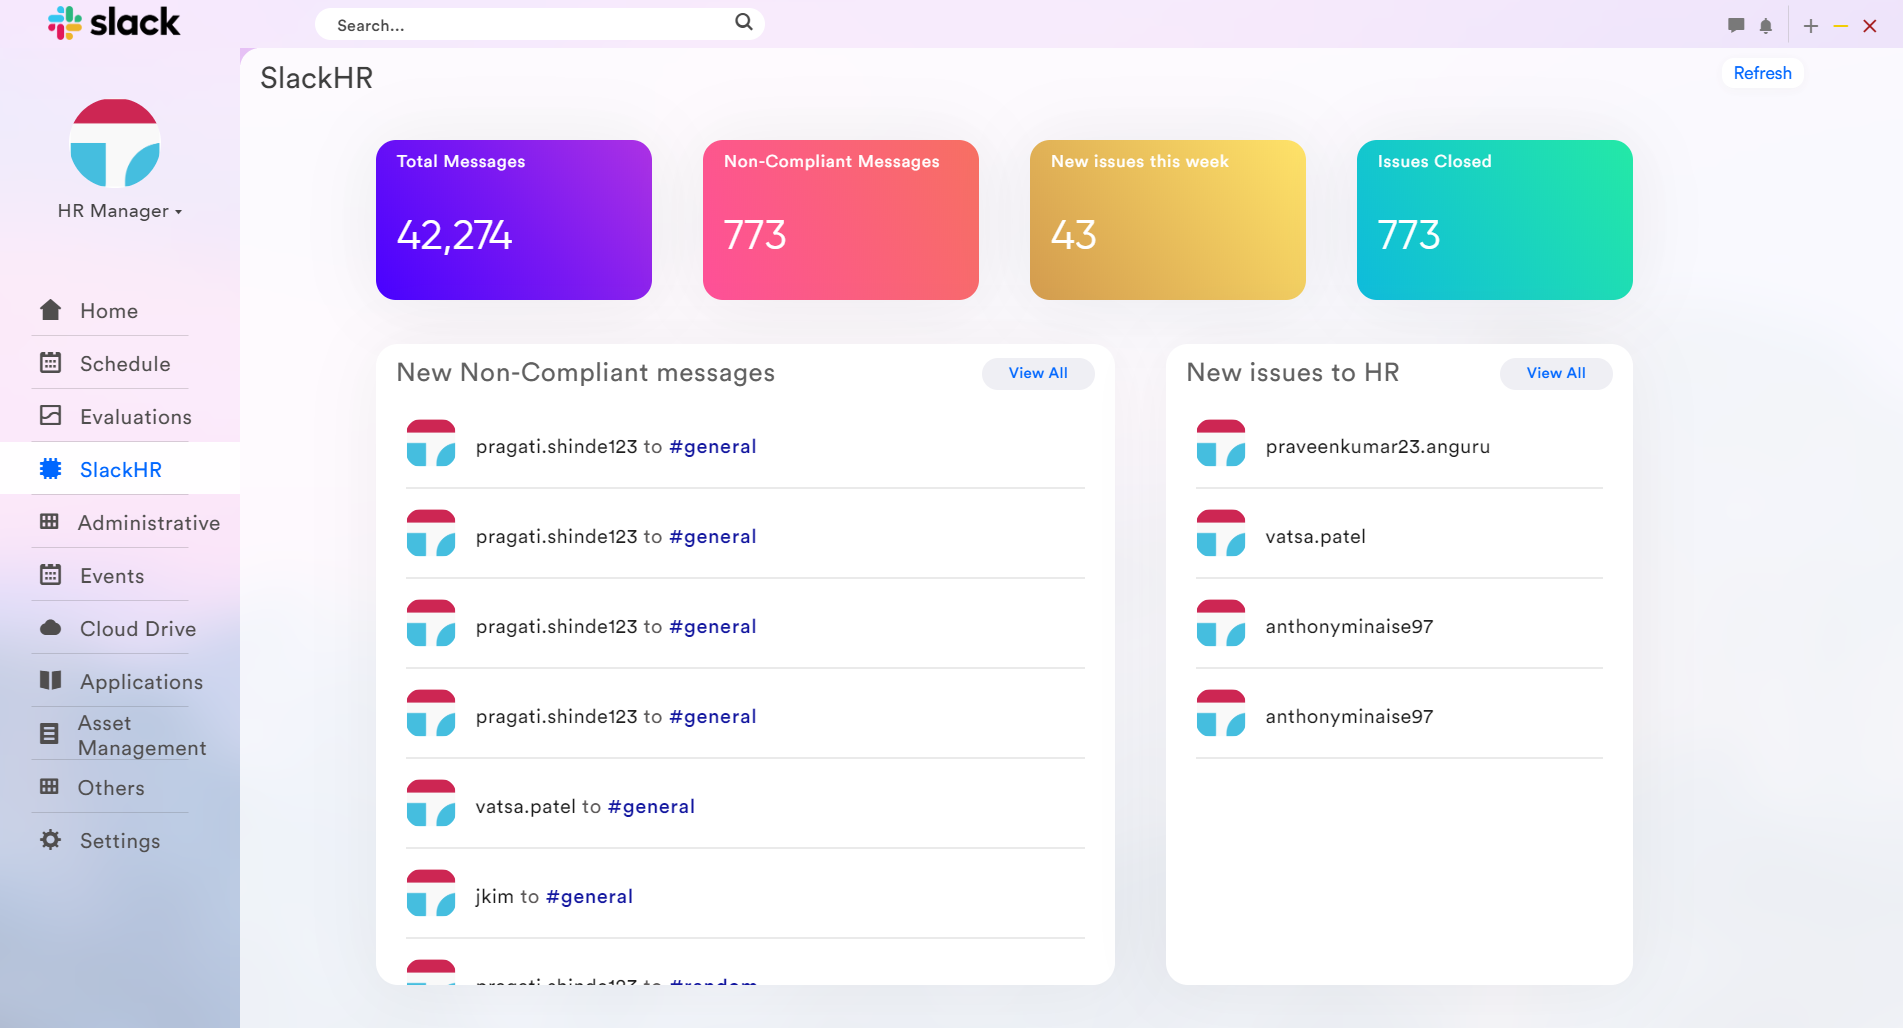 slack
Search...
SlackHR
Refresh
HR Manager
Home
Schedule
Evaluations
SlackHR
Administrative
Events
Cloud Drive
Applications
Asset
Management
Others
Settings
Total Messages
42,274
Non-Compliant Messages
773
New issues this week
43
Issues Closed
773
New Non-Compliant messages
View All
pragati.shinde123 to #general
pragati.shinde123 to #general
pragati.shinde123 to #general
pragati.shinde123 to #general
vatsa.patel to #general
jkim to #general
pragati.shinde123 to #random
New issues to HR
View All
praveenkumar23.anguru
vatsa.patel
anthonyminaise97
anthonyminaise97